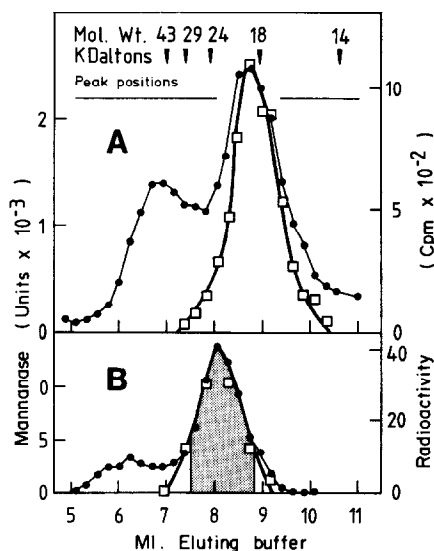 Mol. Wt. 43 29 24 18 14
KDaltons
Peak positions
A
2
1
0
10
5
0
(Units x 10⁻³)
(Cpm x 10⁻²)
B
0
5
0
40
20
0
Mannanase
Radioactivity
5 6 7 8 9 10 11
Ml. Eluting buffer